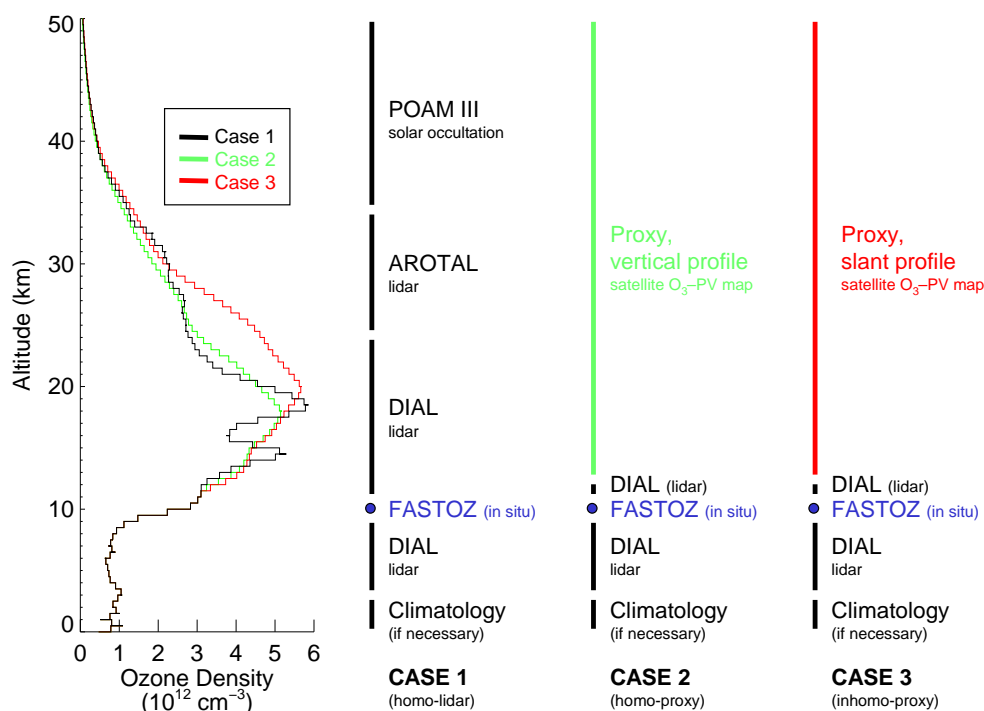 50
40
30
20
10
0
Altitude (km)
0 1 2 3 4 5 6
Ozone Density
(10¹² cm⁻³)
Case 1
Case 2
Case 3
POAM III
solar occultation
AROTAL
lidar
DIAL
lidar
FASTOZ (in situ)
DIAL
lidar
Climatology
(if necessary)
CASE 1
(homo-lidar)
Proxy,
vertical profile
satellite O₃–PV map
DIAL (lidar)
FASTOZ (in situ)
DIAL
lidar
Climatology
(if necessary)
CASE 2
(homo-proxy)
Proxy,
slant profile
satellite O₃–PV map
DIAL (lidar)
FASTOZ (in situ)
DIAL
lidar
Climatology
(if necessary)
CASE 3
(inhomo-proxy)